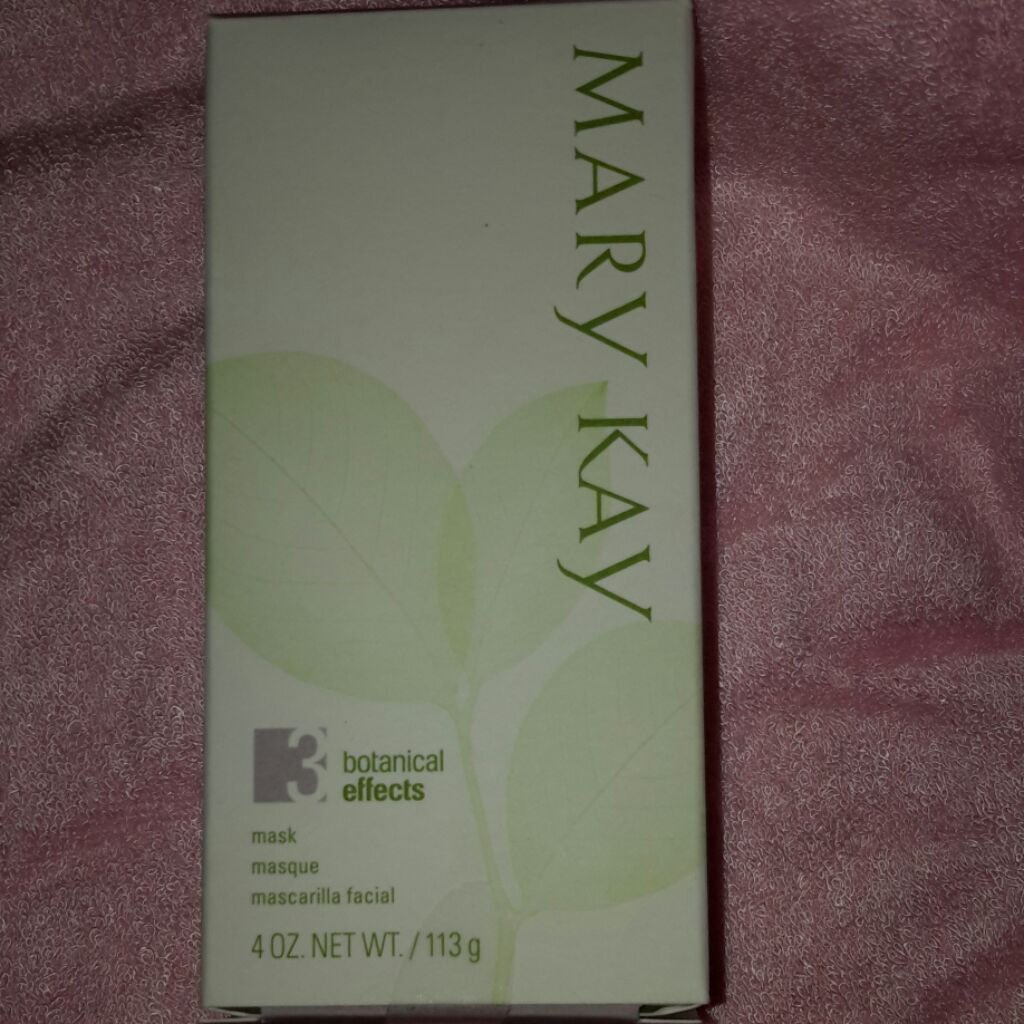 MARY KAY
3
botanical
effects
mask
masque
mascarilla facial
4 OZ. NET WT. / 113 g